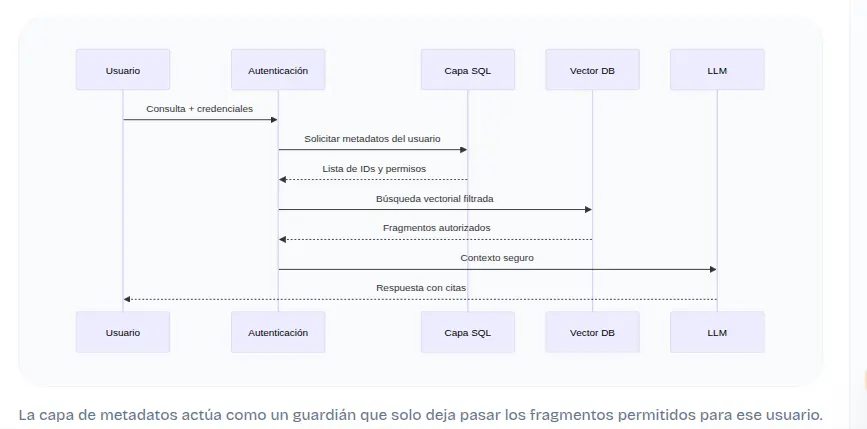 Usuario
Autenticación
Capa SQL
Vector DB
LLM
Consulta + credenciales
Solicitar metadatos del usuario
Lista de IDs y permisos
Búsqueda vectorial filtrada
Fragmentos autorizados
Contexto seguro
Respuesta con citas
Usuario
Autenticación
Capa SQL
Vector DB
LLM
La capa de metadatos actúa como un guardián que solo deja pasar los fragmentos permitidos para ese usuario.